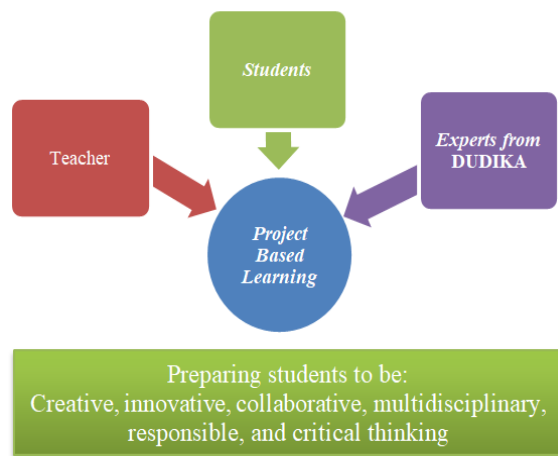 Students
Teacher
Experts from
DUDIKA
Project
Based
Learning
Preparing students to be:
Creative, innovative, collaborative, multidisciplinary,
responsible, and critical thinking